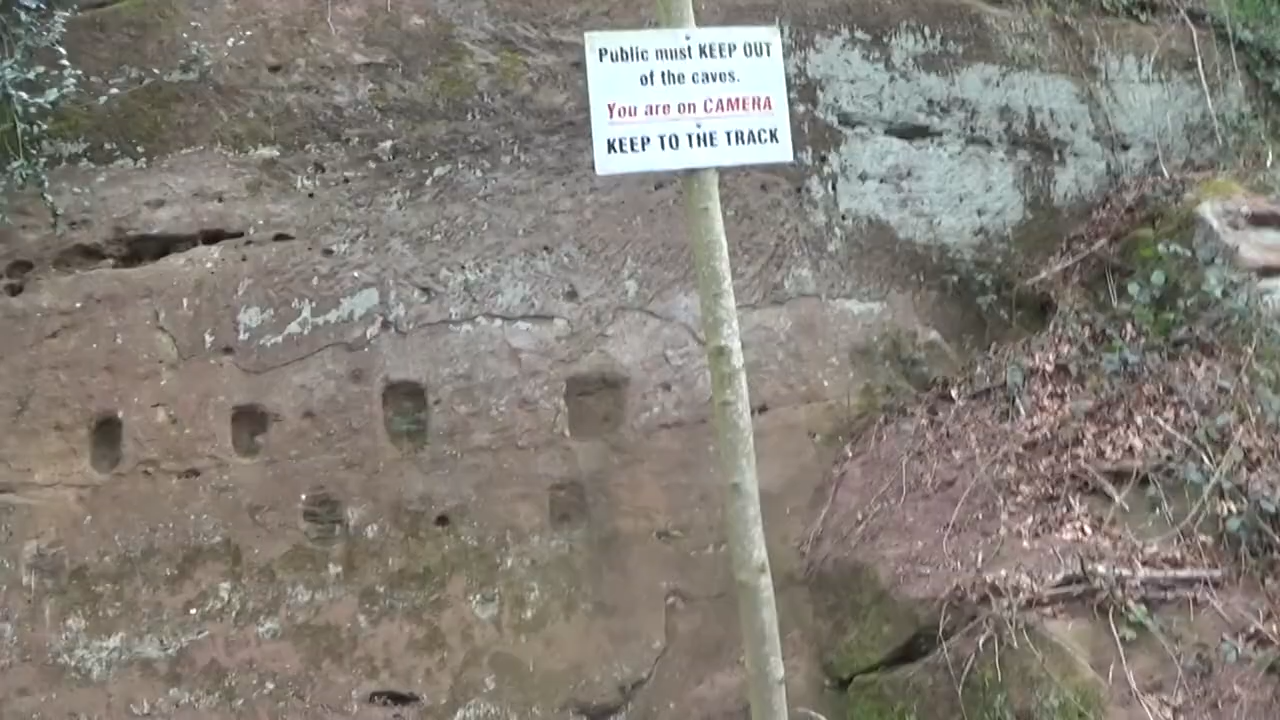 Public must KEEP OUT
of the caves.
You are on CAMERA
KEEP TO THE TRACK